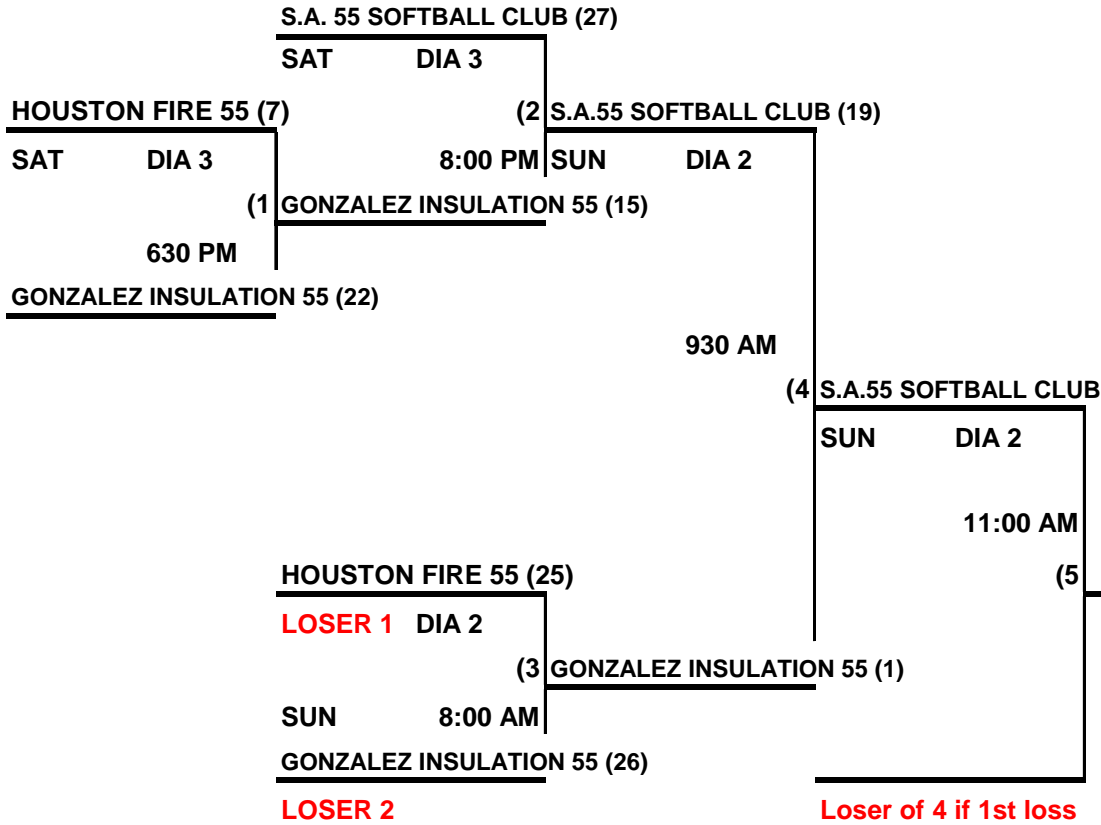 S.A. 55 SOFTBALL CLUB (27)
SAT DIA 3
HOUSTON FIRE 55 (7)
(2 S.A.55 SOFTBALL CLUB (19)
SAT DIA 3
8:00 PM SUN DIA 2
(1 GONZALEZ INSULATION 55 (15)
630 PM
GONZALEZ INSULATION 55 (22)
930 AM
(4 S.A.55 SOFTBALL CLUB
SUN DIA 2
11:00 AM
HOUSTON FIRE 55 (25)
(5
LOSER 1 DIA 2
(3 GONZALEZ INSULATION 55 (1)
SUN 8:00 AM
GONZALEZ INSULATION 55 (26)
LOSER 2
Loser of 4 if 1st loss